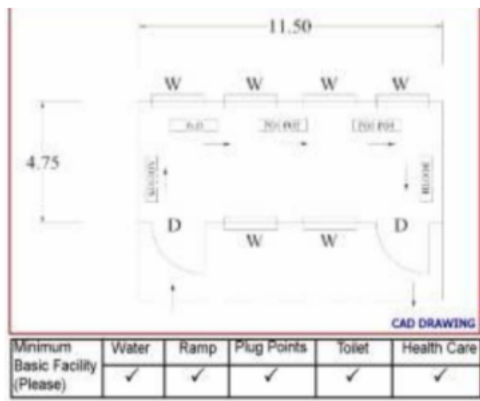 11.50
W W W W
4.75
D D
W W
CAD DRAWING
Minimum Basic Facility (Please) Water Ramp Plug Points Toilet Health Care
✓ ✓ ✓ ✓ ✓